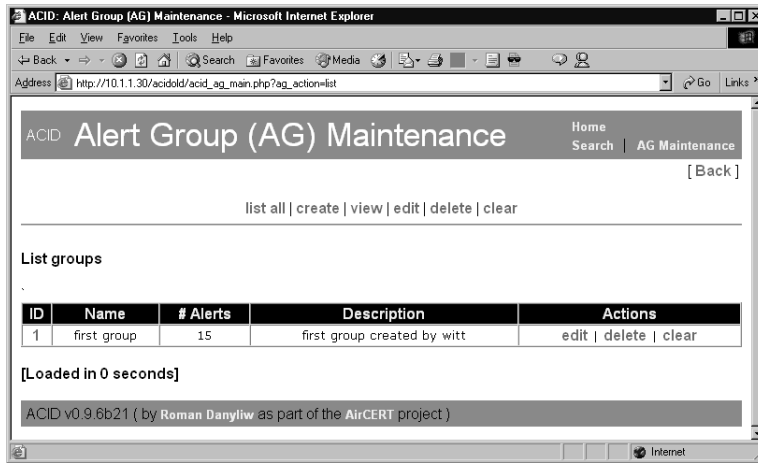 ACID: Alert Group (AG) Maintenance - Microsoft Internet Explorer
File Edit View Favorites Tools Help
Back Search Favorites Media
Address http://10.1.1.30/acidold/acid_ag_main.php?ag_action=list Go Links »
ACID Alert Group (AG) Maintenance
Home
Search | AG Maintenance
[ Back ]
list all | create | view | edit | delete | clear
List groups
`
ID Name # Alerts Description Actions
1 first group 15 first group created by witt edit | delete | clear
[Loaded in 0 seconds]
ACID v0.9.6b21 ( by Roman Danyliw as part of the AirCERT project )
Internet